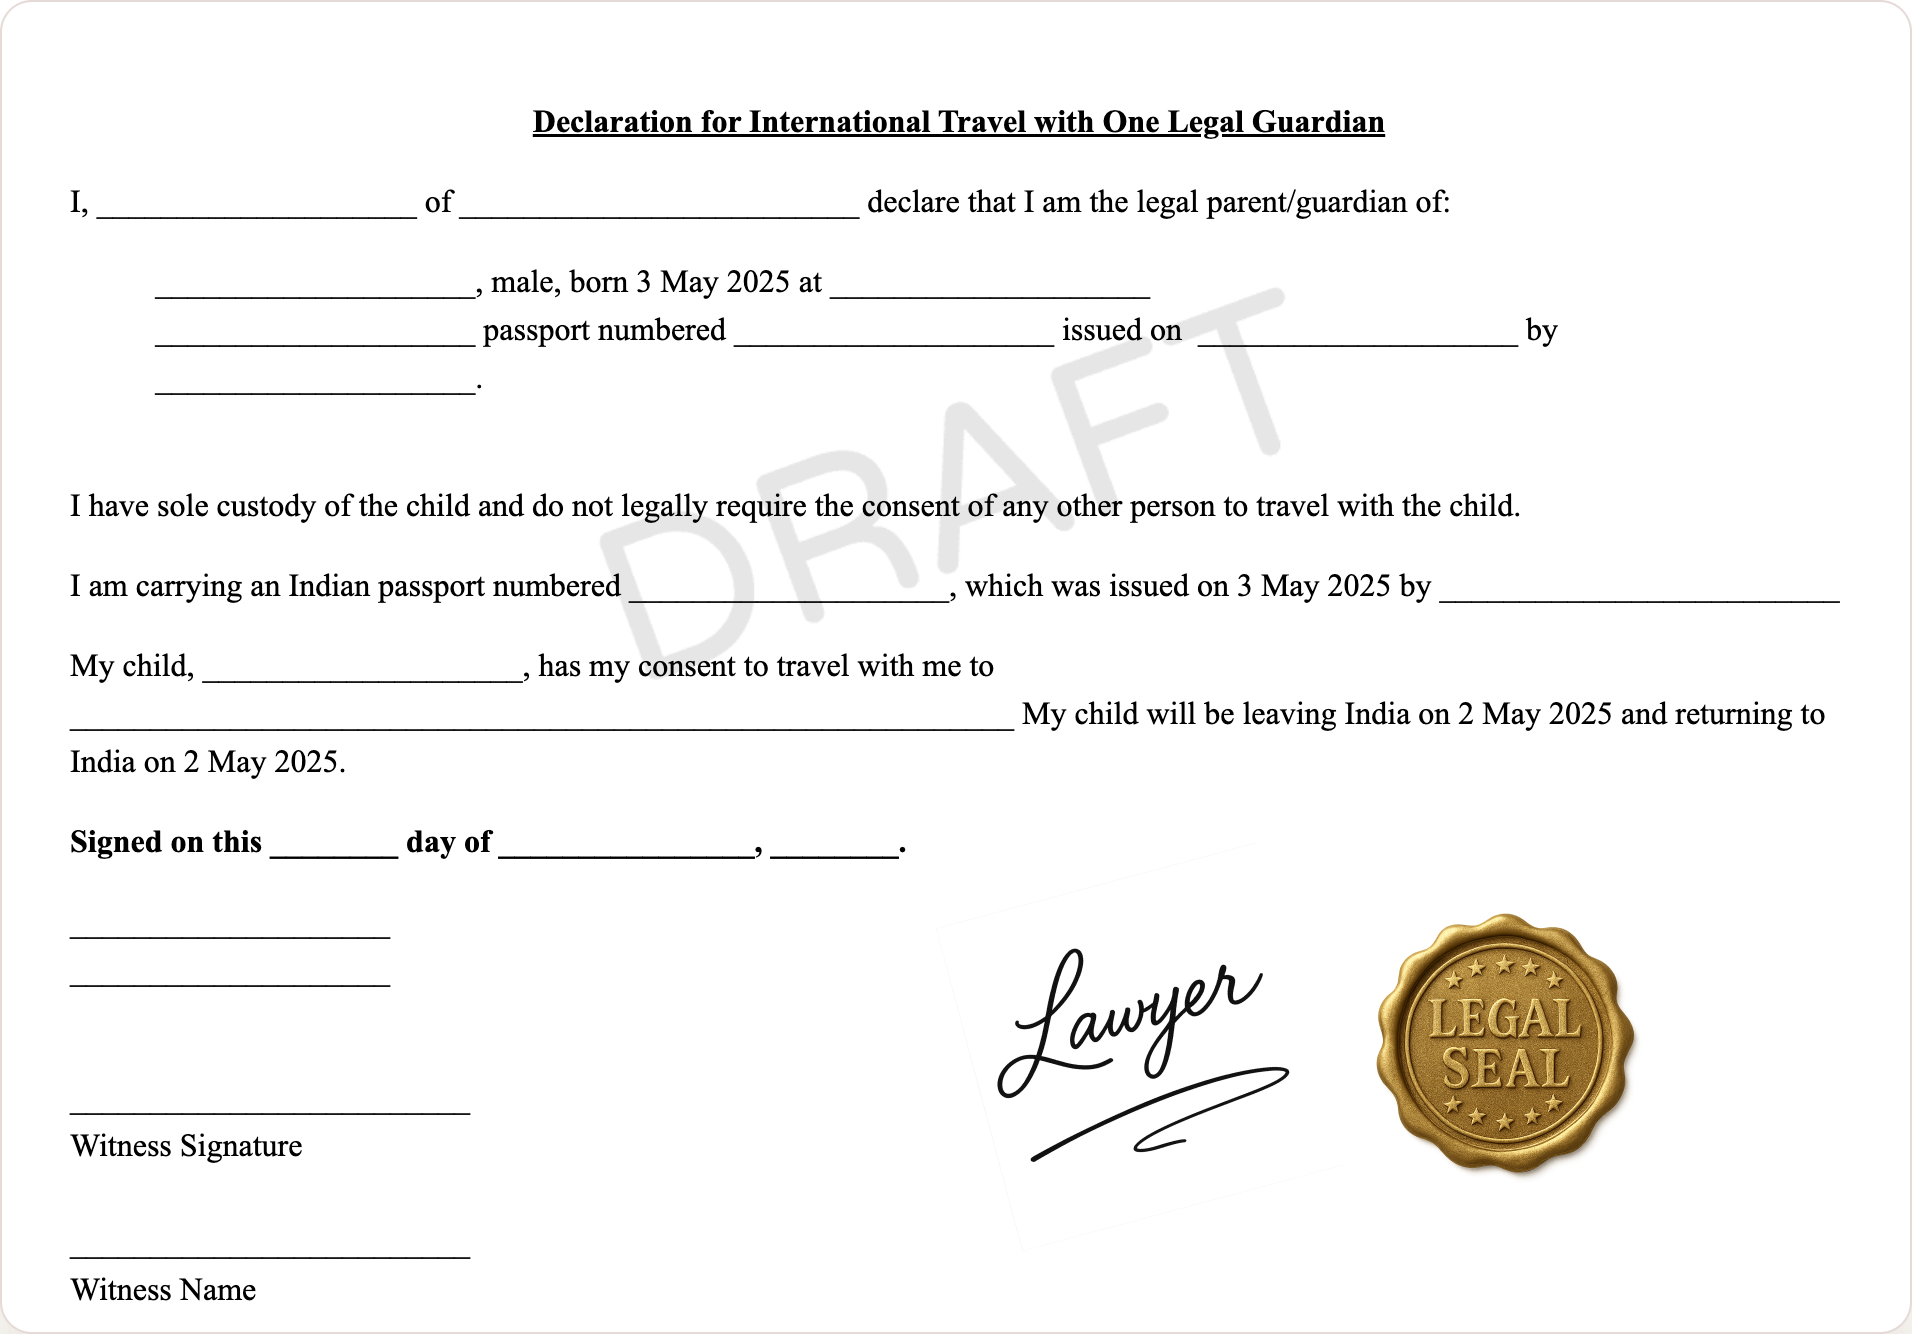 Declaration for International Travel with One Legal Guardian
I, ____________________ of _________________________ declare that I am the legal parent/guardian of:
____________________, male, born 3 May 2025 at ____________________
____________________ passport numbered ____________________ issued on ____________________ by
____________________.
DRAFT
I have sole custody of the child and do not legally require the consent of any other person to travel with the child.
I am carrying an Indian passport numbered ____________________, which was issued on 3 May 2025 by _________________________
My child, ____________________, has my consent to travel with me to
___________________________________________________________ My child will be leaving India on 2 May 2025 and returning to
India on 2 May 2025.
Signed on this ________ day of ________________, ________.
____________________
____________________
Lawyer
LEGAL
SEAL
_________________________
Witness Signature
_________________________
Witness Name